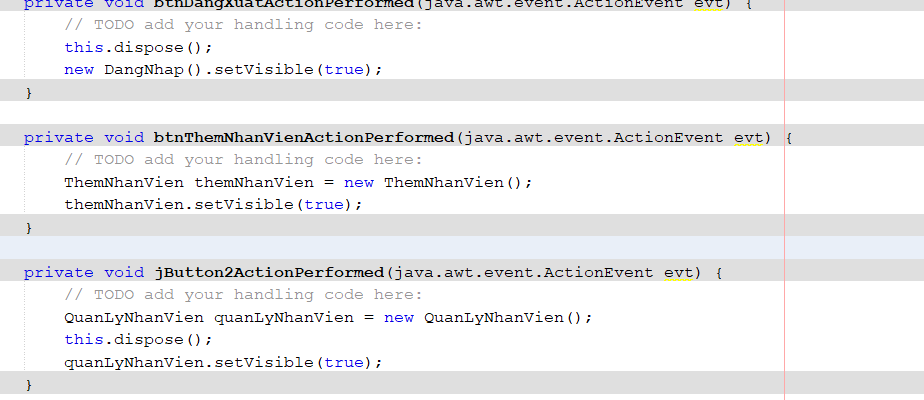 private void btnDangXuatActionPerformed(java.awt.event.ActionEvent evt) {
// TODO add your handling code here:
this.dispose();
new DangNhap().setVisible(true);
}
private void btnThemNhanVienActionPerformed(java.awt.event.ActionEvent evt) {
// TODO add your handling code here:
ThemNhanVien themNhanVien = new ThemNhanVien();
themNhanVien.setVisible(true);
}
private void jButton2ActionPerformed(java.awt.event.ActionEvent evt) {
// TODO add your handling code here:
QuanLyNhanVien quanLyNhanVien = new QuanLyNhanVien();
this.dispose();
quanLyNhanVien.setVisible(true);
}